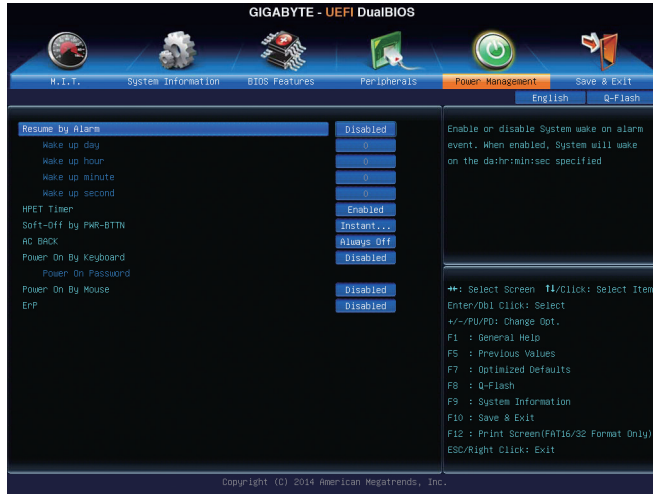 GIGABYTE - UEFI DualBIOS
M.I.T. System Information BIOS Features Peripherals Power Management Save & Exit
English Q-Flash
Resume by Alarm Disabled
Wake up day 0
Wake up hour 0
Wake up minute 0
Wake up second 0
HPET Timer Enabled
Soft-Off by PWR-BTTN Instant...
AC BACK Always Off
Power On By Keyboard Disabled
Power On Password
Power On By Mouse Disabled
ErP Disabled
Enable or disable System wake on alarm
event. When enabled, System will wake
on the da:hr:min:sec specified
→←: Select Screen ↑↓/Click: Select Item
Enter/Dbl Click: Select
+/-/PU/PD: Change Opt.
F1 : General Help
F5 : Previous Values
F7 : Optimized Defaults
F8 : Q-Flash
F9 : System Information
F10 : Save & Exit
F12 : Print Screen(FAT16/32 Format Only)
ESC/Right Click: Exit
Copyright (C) 2014 American Megatrends, Inc.